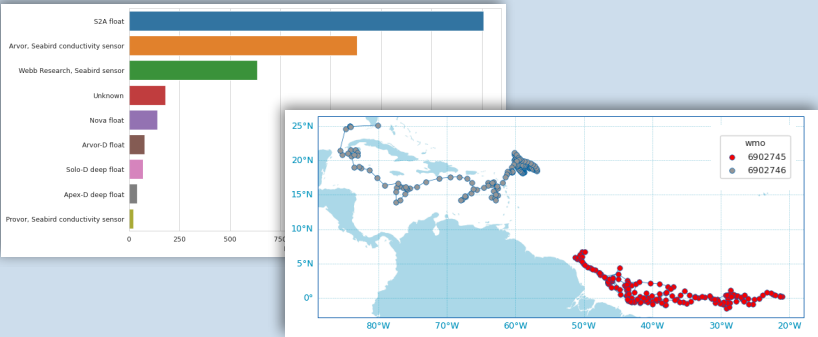 S2A float
Arvor, Seabird conductivity sensor
Webb Research, Seabird sensor
Unknown
Nova float
Arvor-D float
Solo-D deep float
Apex-D deep float
Provor, Seabird conductivity sensor
0 250 500 750
25°N
20°N
15°N
10°N
5°N
0°
80°W 70°W 60°W 50°W 40°W 30°W 20°W
wmo
6902745
6902746